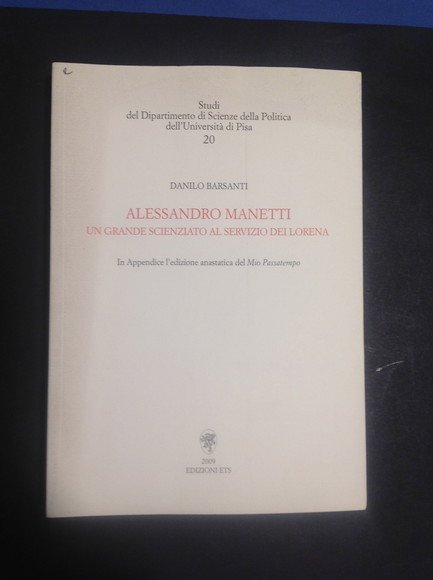 Studi
del Dipartimento di Scienze della Politica
dell'Università di Pisa
20
DANILO BARSANTI
ALESSANDRO MANETTI
UN GRANDE SCIENZIATO AL SERVIZIO DEI LORENA
In Appendice l'edizione anastatica del Mio Passatempo
2009
EDIZIONI ETS